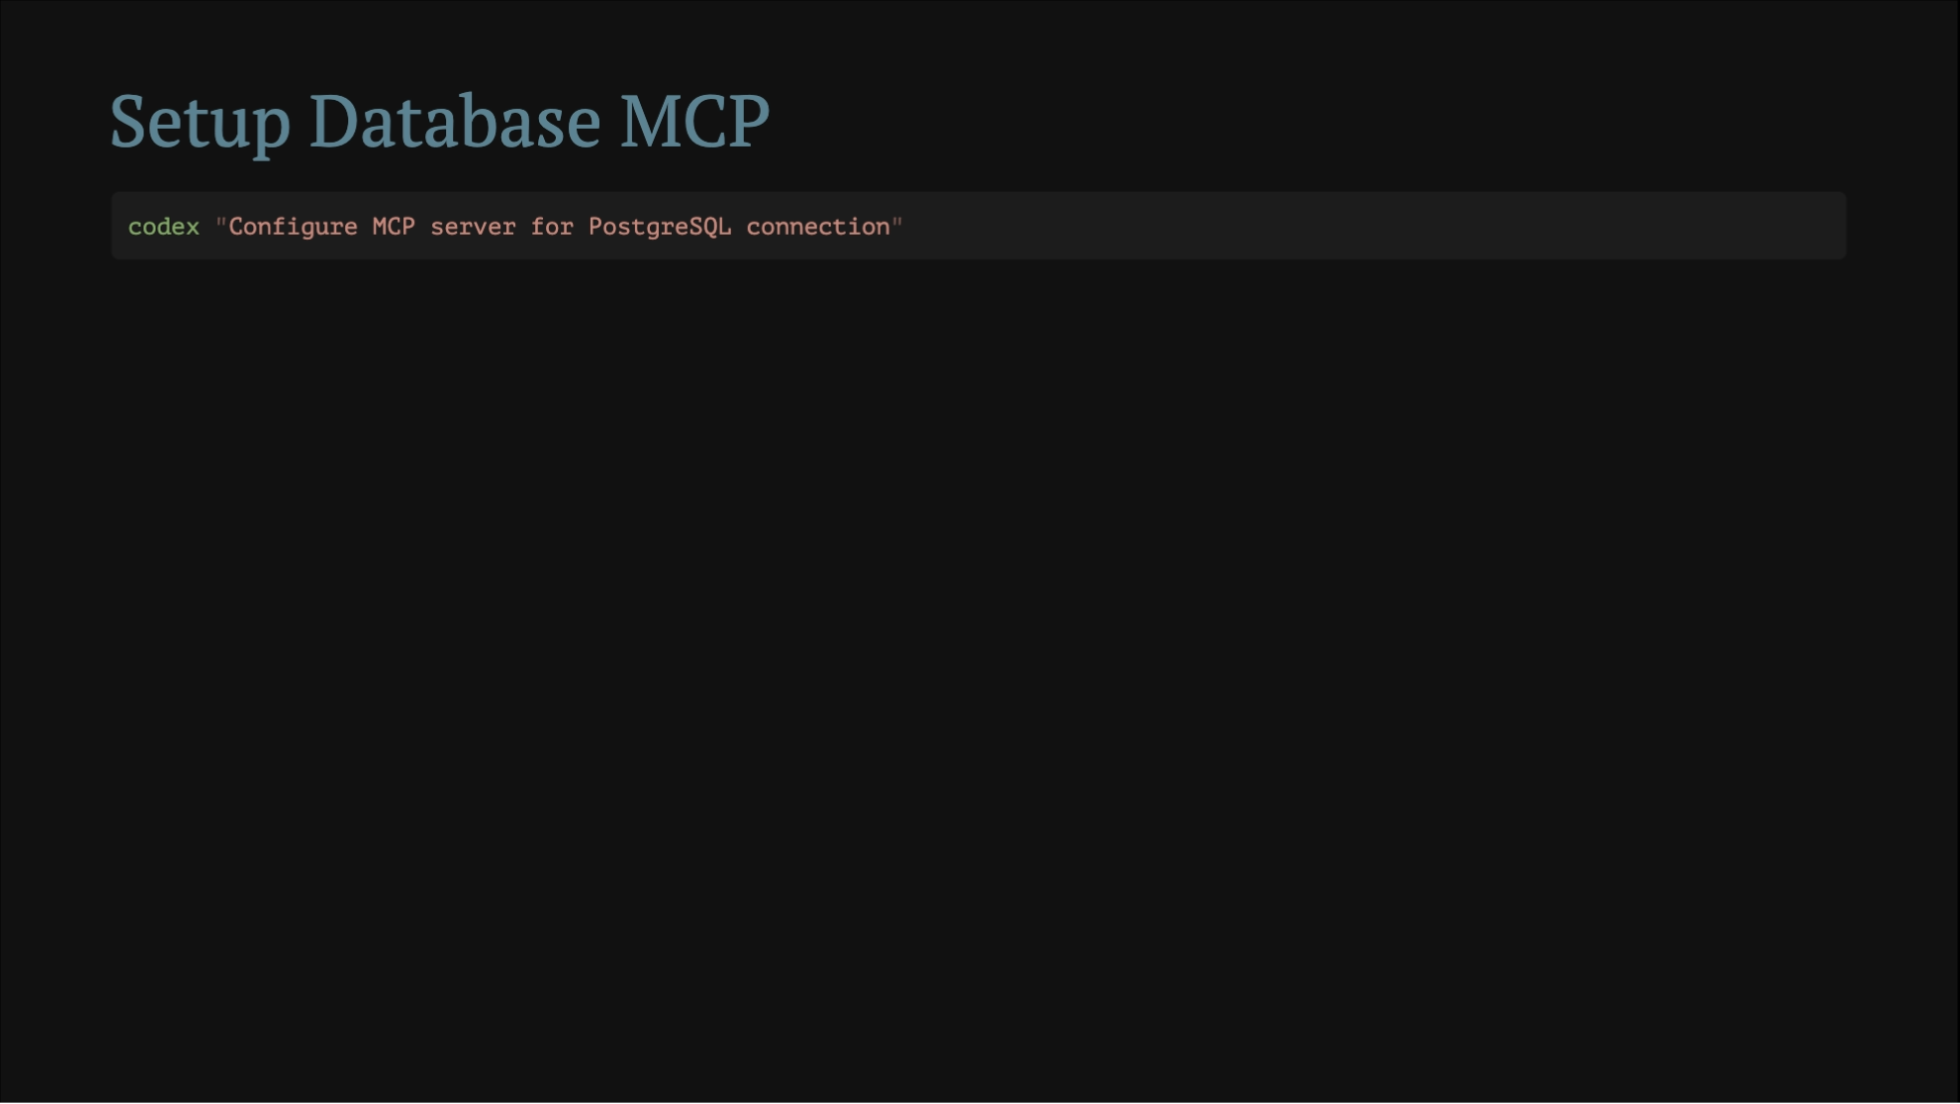 Setup Database MCP
codex "Configure MCP server for PostgreSQL connection"